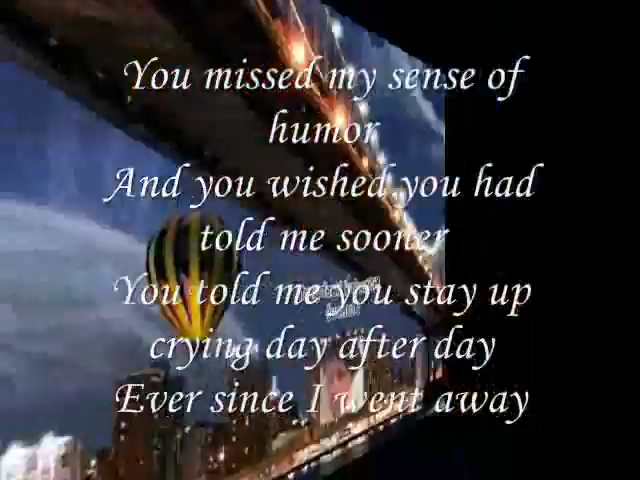 You missed my sense of
humor
And you wished you had
told me sooner
You told me you stay up
crying day after day
Ever since I went away